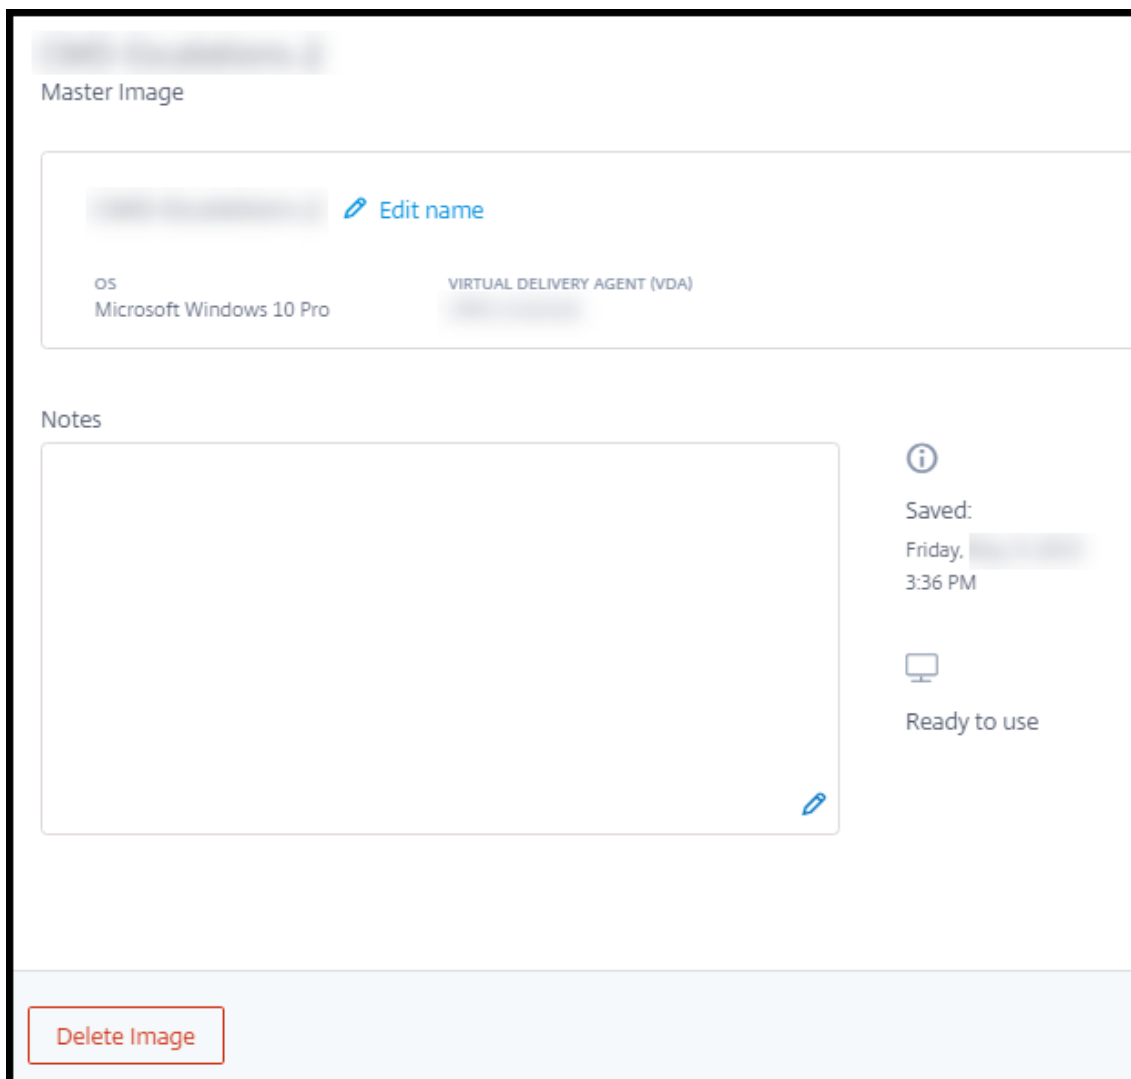 Master Image
Edit name
OS
VIRTUAL DELIVERY AGENT (VDA)
Microsoft Windows 10 Pro
Notes
Saved:
Friday,
3:36 PM
Ready to use
Delete Image